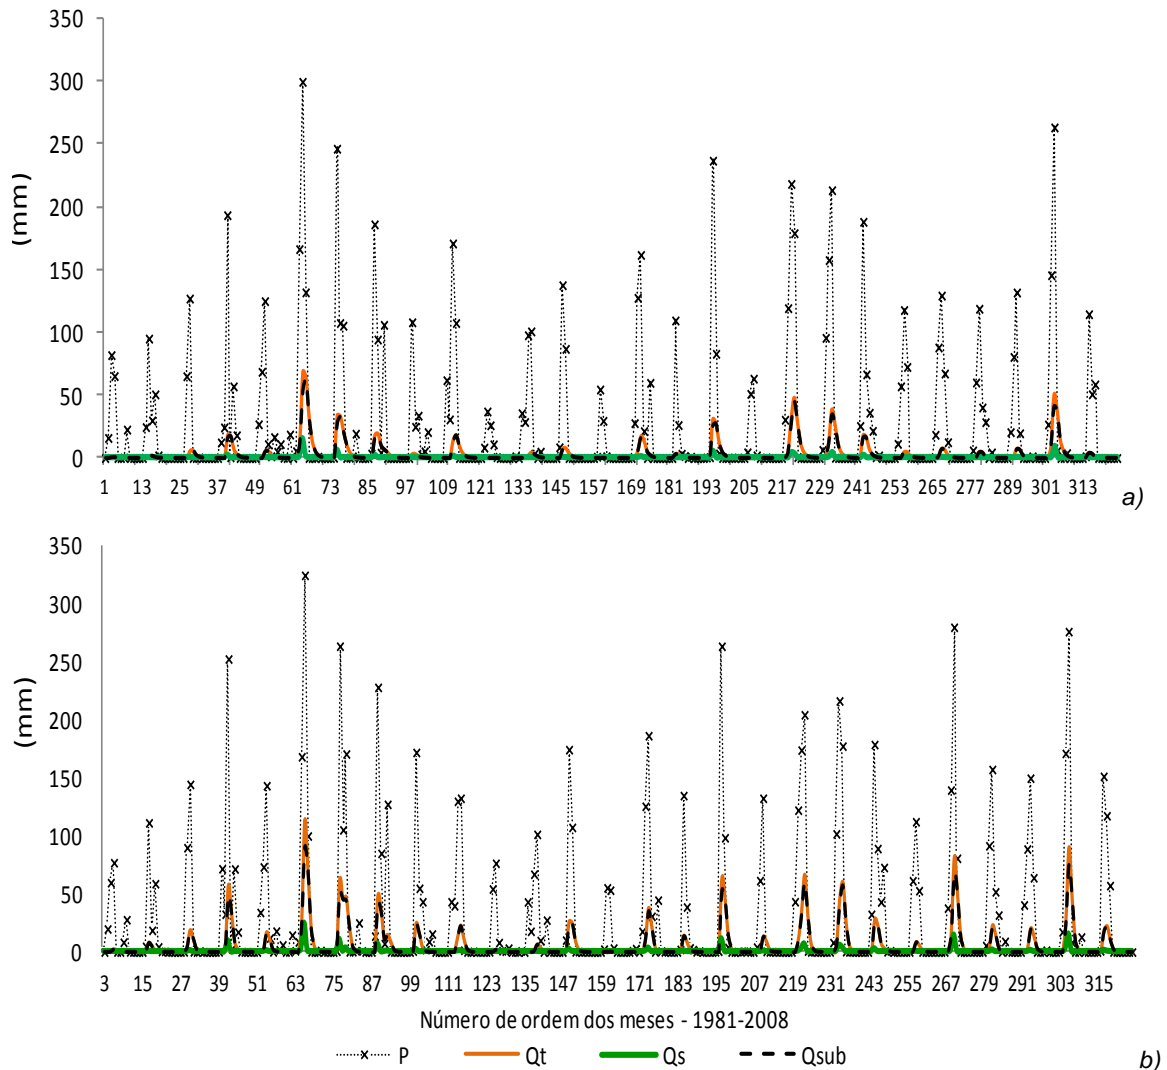 350
300
250
200
150
100
50
0
(mm)
1 13 25 37 49 61 73 85 97 109 121 133 145 157 169 181 193 205 217 229 241 253 265 277 289 301 313
a)
350
300
250
200
150
100
50
0
(mm)
3 15 27 39 51 63 75 87 99 111 123 135 147 159 171 183 195 207 219 231 243 255 267 279 291 303 315
Número de ordem dos meses - 1981-2008
P Qt Qs Qsub
b)